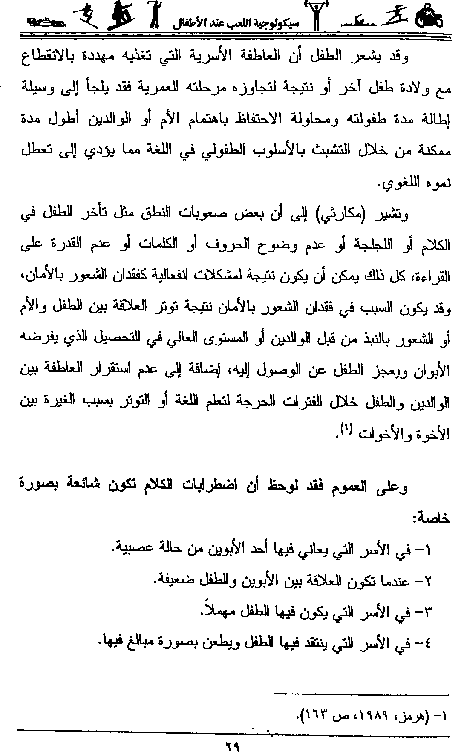 سيكولوجية اللعب عند الأطفال
وقد يشعر الطفل أن العاطفة الأسرية التي تغذيه مهددة بالانقطاع
مع ولادة طفل آخر أو نتيجة لتجاوزه مرحلته العمرية فقد يلجأ إلى وسيلة
إطالة مدة طفولته ومحاولة الاحتفاظ باهتمام الأم أو الوالدين أطول مدة
ممكنة من خلال التشبث بالأسلوب الطفولي في اللغة مما يؤدي إلى تعطل
نموه اللغوي.
وتشير (مكارثي) إلى أن بعض صعوبات النطق مثل تأخر للطفل في
الكلام أو اللجلجة أو عدم وضوح الحروف أو الكلمات أو عدم القدرة على
القراءة، كل ذلك يمكن أن يكون نتيجة لمشكلات انفعالية كفقدان الشعور بالأمان،
وقد يكون السبب في فقدان الشعور بالأمان نتيجة توتر العلاقة بين الطفل والأم
أو الشعور بالنبذ من قبل الوالدين أو المستوى العالي في التحصيل الذي يفرضه
الأبوان ويعجز الطفل عن الوصول إليه، إضافة إلى عدم استقرار العاطفة بين
الوالدين والطفل خلال الفترات الحرجة لتعلم اللغة أو التوتر بسبب الغيرة بين
الأخوة والأخوات (١).
وعلى العموم فقد لوحظ أن اضطرابات الكلام تكون شائعة بصورة
خاصة:
١- في الأسر التي يعاني فيها أحد الأبوين من حالة عصبية.
٢- عندما تكون العلاقة بين الأبوين والطفل ضعيفة.
٣- في الأسر التي يكون فيها الطفل مهملاً.
٤- في الأسر التي ينتقد فيها الطفل ويطعن بصورة مبالغ فيها.
١- (هرمز، ١٩٨٩، ص ١٦٣).
٦٩